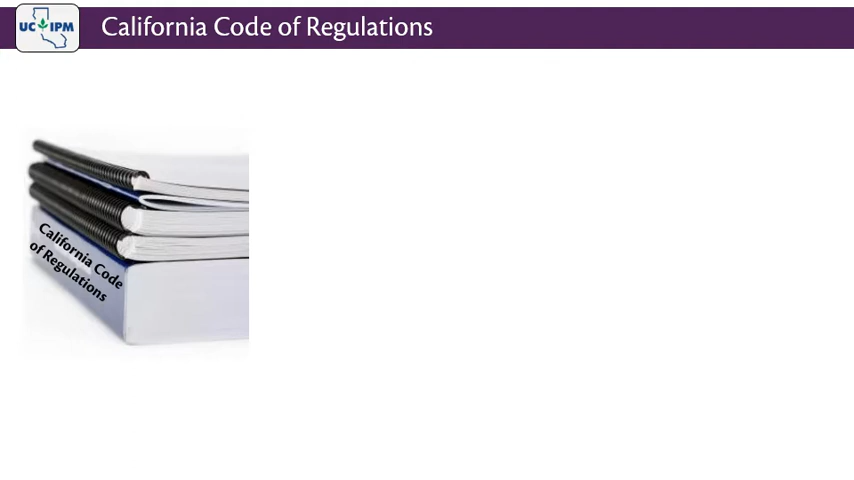 UC IPM
California Code of Regulations
California Code
of Regulations